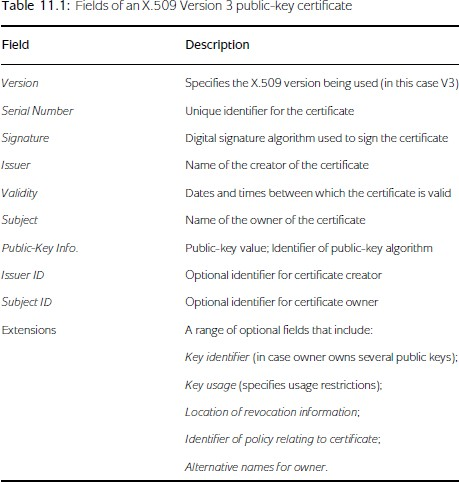 Table 11.1: Fields of an X.509 Version 3 public-key certificate
Field Description
Version Specifies the X.509 version being used (in this case V3)
Serial Number Unique identifier for the certificate
Signature Digital signature algorithm used to sign the certificate
Issuer Name of the creator of the certificate
Validity Dates and times between which the certificate is valid
Subject Name of the owner of the certificate
Public-Key Info. Public-key value; Identifier of public-key algorithm
Issuer ID Optional identifier for certificate creator
Subject ID Optional identifier for certificate owner
Extensions A range of optional fields that include:
Key identifier (in case owner owns several public keys);
Key usage (specifies usage restrictions);
Location of revocation information;
Identifier of policy relating to certificate;
Alternative names for owner.